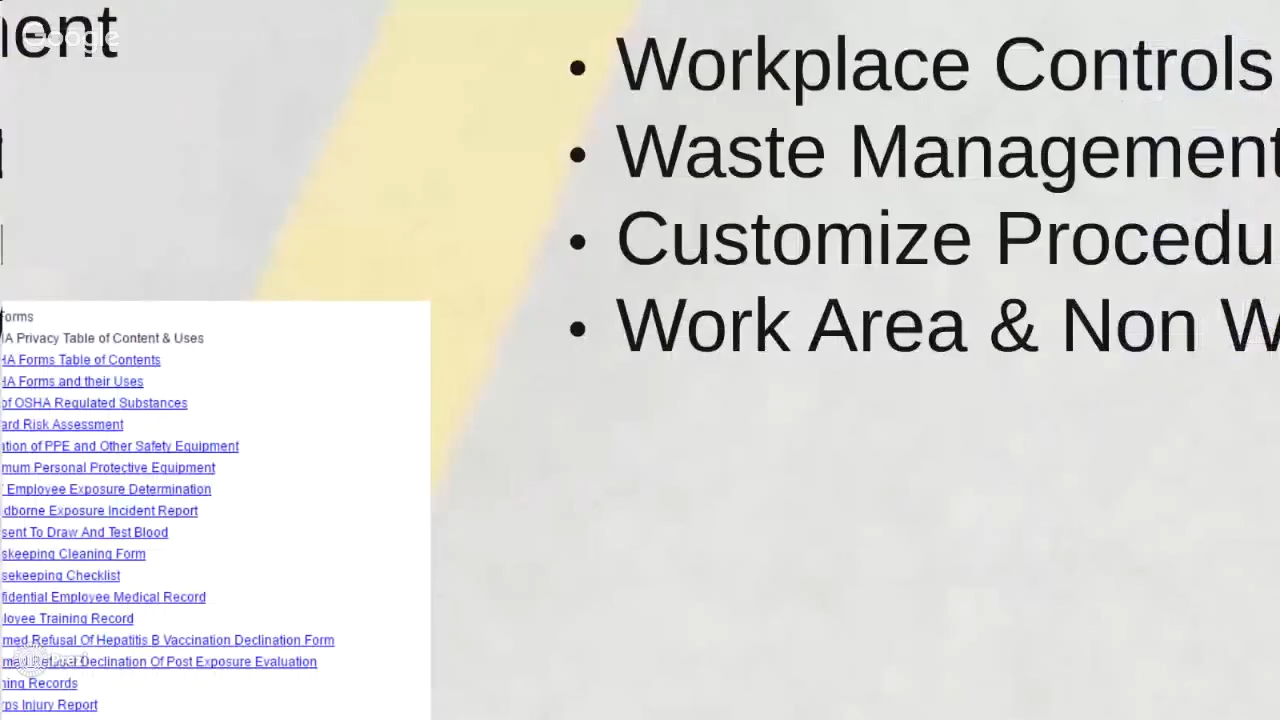 ent
Google
• Workplace Controls
• Waste Management
• Customize Procedu
• Work Area & Non W
Forms
A Privacy Table of Content & Uses
HA Forms Table of Contents
HA Forms and their Uses
of OSHA Regulated Substances
ard Risk Assessment
ation of PPE and Other Safety Equipment
mum Personal Protective Equipment
Employee Exposure Determination
dborne Exposure Incident Report
sent To Draw And Test Blood
skeeping Cleaning Form
sekeeping Checklist
fidential Employee Medical Record
loyee Training Record
med Refusal Of Hepatitis B Vaccination Declination Form
Declination Of Post Exposure Evaluation
Prezi
ning Records
rps Injury Report